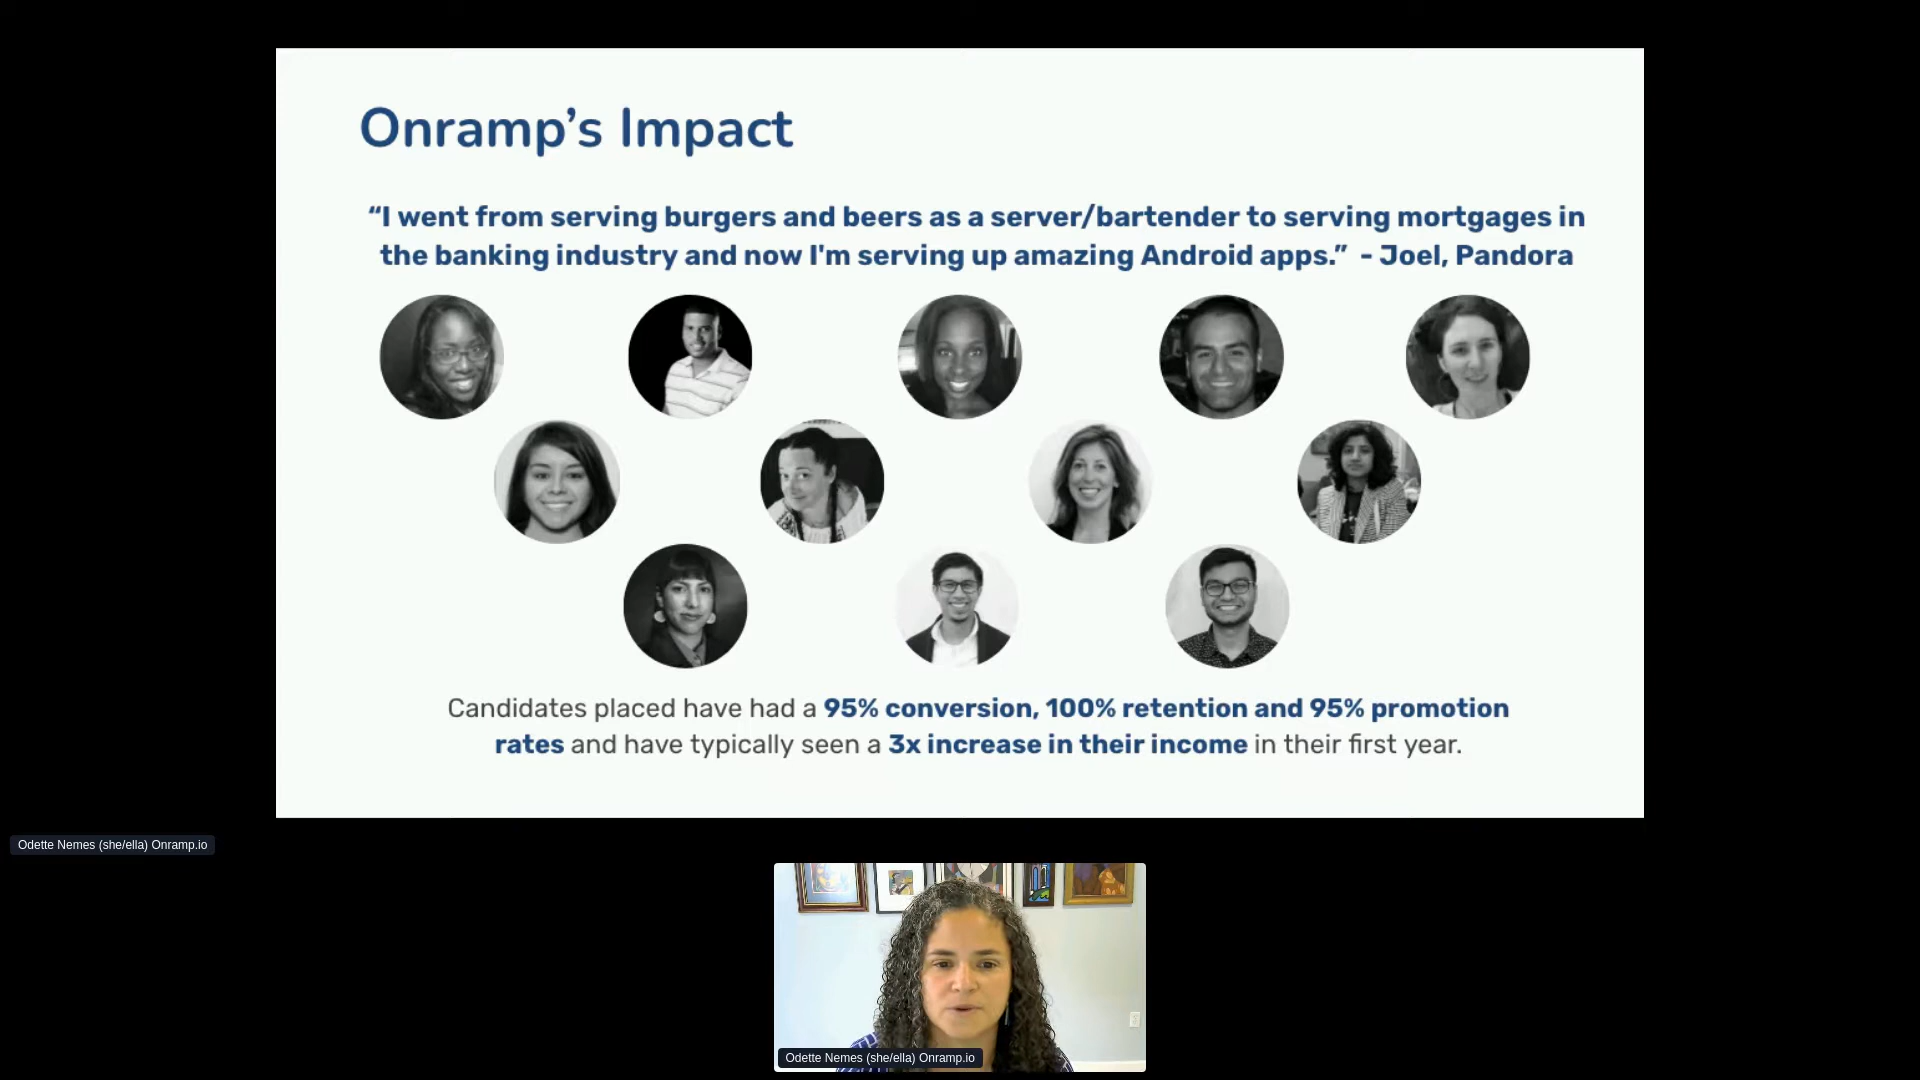 Onramp’s Impact
“I went from serving burgers and beers as a server/bartender to serving mortgages in
the banking industry and now I'm serving up amazing Android apps.” - Joel, Pandora
Candidates placed have had a 95% conversion, 100% retention and 95% promotion
rates and have typically seen a 3x increase in their income in their first year.
Odette Nemes (she/ella) Onramp.io
Odette Nemes (she/ella) Onramp.io